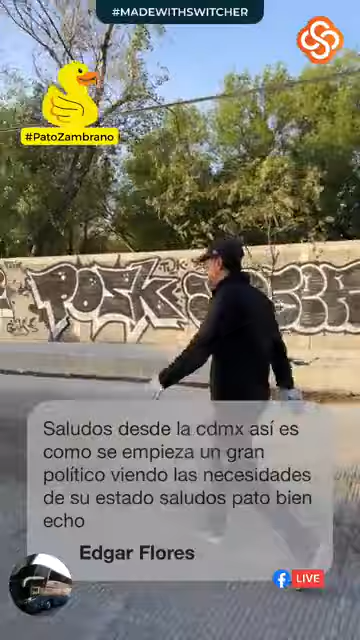 #MADEWITHSWITCHER
#PatoZambrano
Saludos desde la cdmx así es
como se empieza un gran
político viendo las necesidades
de su estado saludos pato bien
echo
Edgar Flores
LIVE